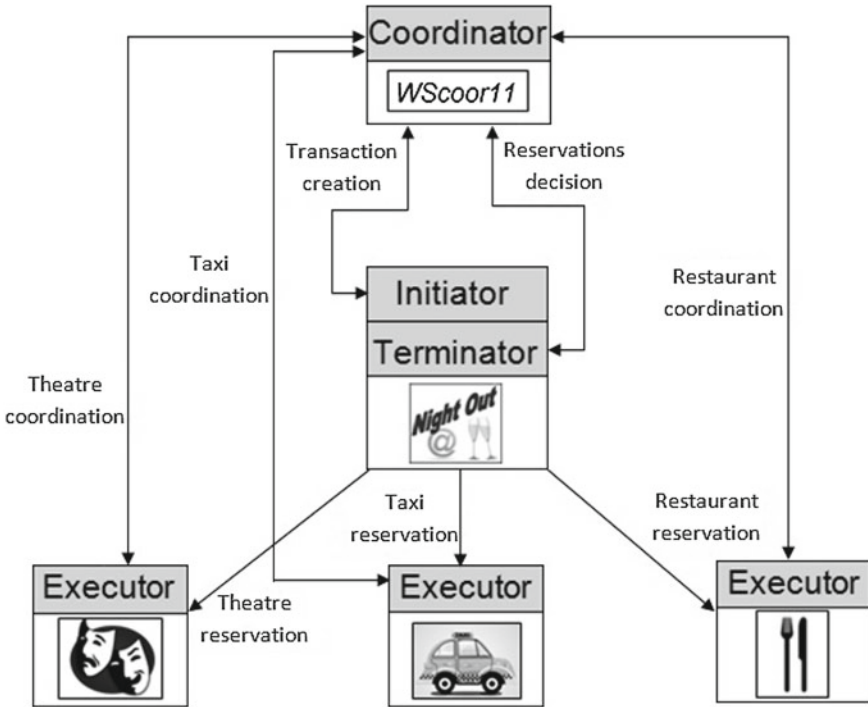 Coordinator
WScoor11
Transaction
creation
Reservations
decision
Taxi
coordination
Restaurant
coordination
Initiator
Terminator
Night Out
@
Theatre
coordination
Taxi
reservation
Restaurant
reservation
Executor
Theatre
reservation
Executor
Executor